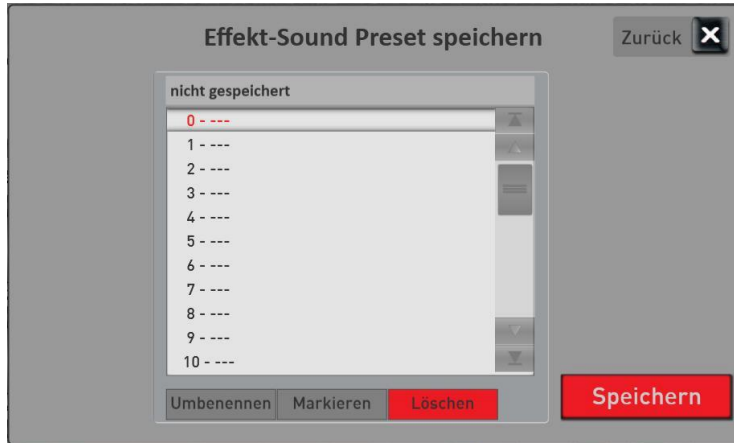 Effekt-Sound Preset speichern
Zurück
nicht gespeichert
0 - ---
1 - ---
2 - ---
3 - ---
4 - ---
5 - ---
6 - ---
7 - ---
8 - ---
9 - ---
10 - ---
Umbenennen Markieren Löschen
Speichern